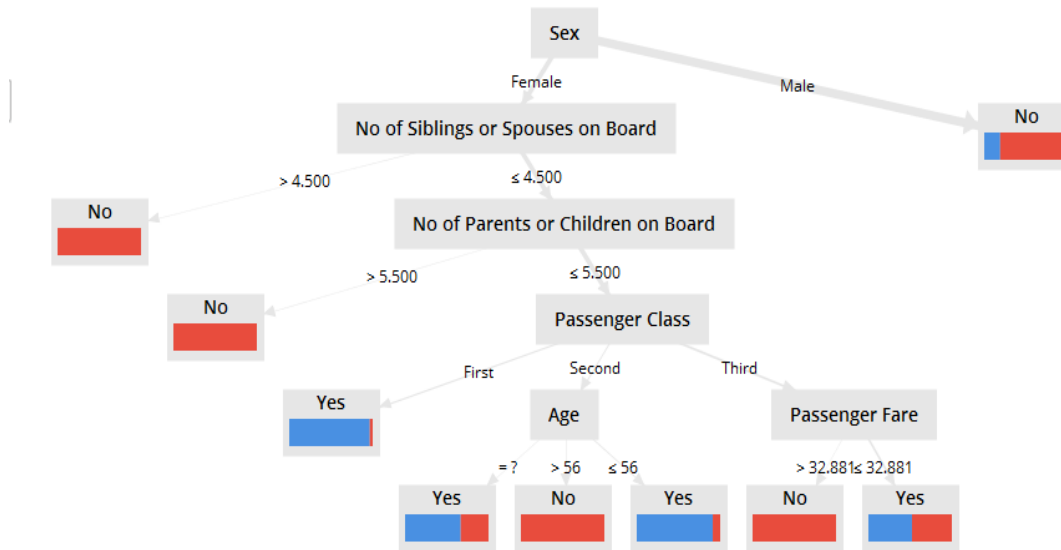 Sex
Female
Male
No of Siblings or Spouses on Board
No
> 4.500
≤ 4.500
No
No of Parents or Children on Board
> 5.500
≤ 5.500
No
Passenger Class
First
Second
Third
Yes
Age
Passenger Fare
= ?
> 56
≤ 56
> 32.881
≤ 32.881
Yes
No
Yes
No
Yes